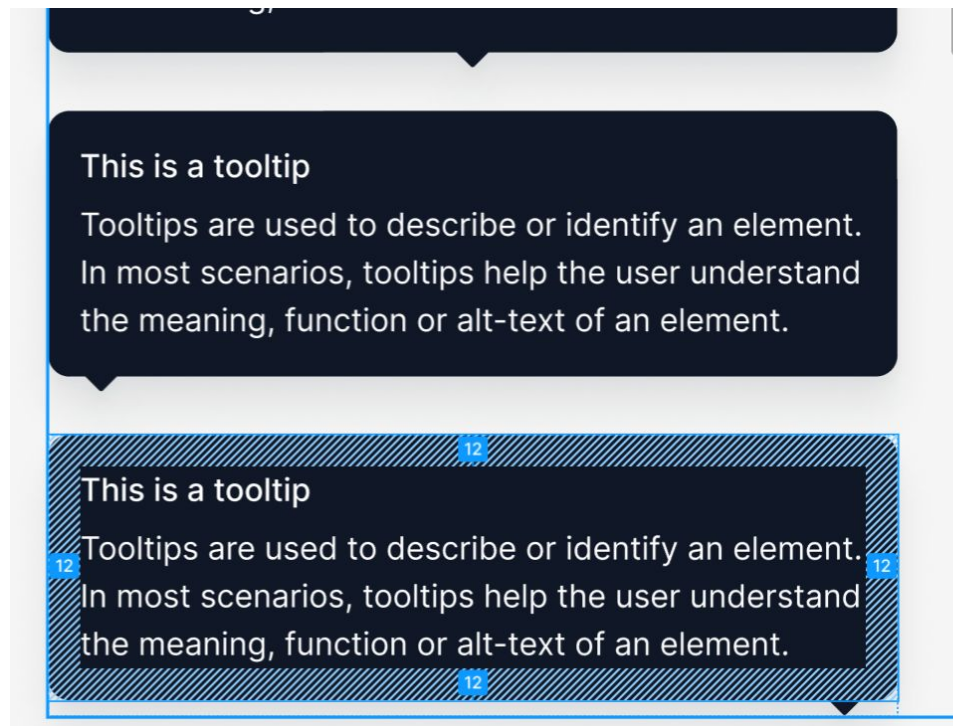 This is a tooltip
Tooltips are used to describe or identify an element.
In most scenarios, tooltips help the user understand
the meaning, function or alt-text of an element.
12
This is a tooltip
Tooltips are used to describe or identify an element.
12
12
In most scenarios, tooltips help the user understand
the meaning, function or alt-text of an element.
12